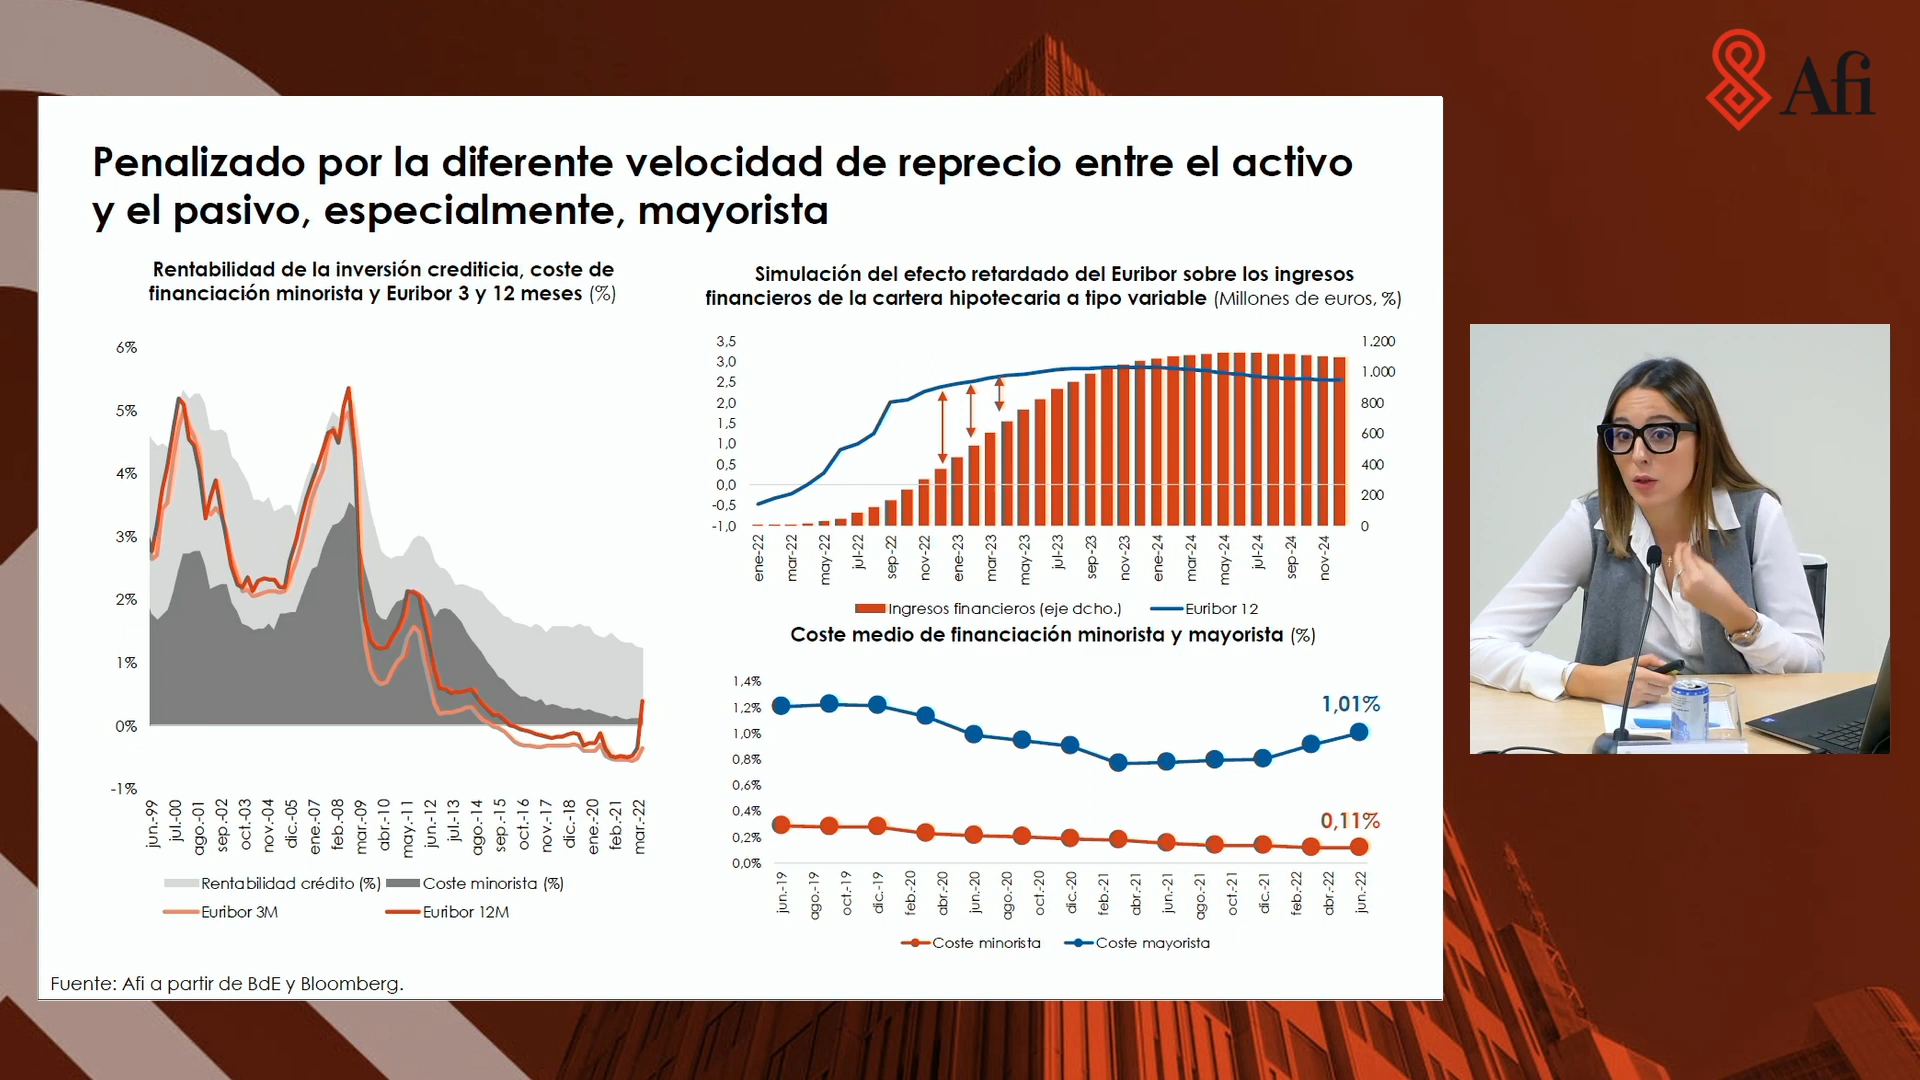 Afi
Penalizado por la diferente velocidad de reprecio entre el activo
y el pasivo, especialmente, mayorista
Rentabilidad de la inversión crediticia, coste de
financiación minorista y Euribor 3 y 12 meses (%)
6%
5%
4%
3%
2%
1%
0%
-1%
jun.-99
jul.-00
ago.-01
sep.-02
oct.-03
nov.-04
dic.-05
ene.-07
feb.-08
mar.-09
abr.-10
may.-11
jun.-12
jul.-13
ago.-14
sep.-15
oct.-16
nov.-17
dic.-18
ene.-20
feb.-21
mar.-22
Rentabilidad crédito (%) Coste minorista (%)
Euribor 3M Euribor 12M
Simulación del efecto retardado del Euribor sobre los ingresos
financieros de la cartera hipotecaria a tipo variable (Millones de euros, %)
3,5
3,0
2,5
2,0
1,5
1,0
0,5
0,0
-0,5
-1,0
1.200
1.000
800
600
400
200
0
ene-22
mar-22
may-22
jul-22
sep-22
nov-22
ene-23
mar-23
may-23
jul-23
sep-23
nov-23
ene-24
mar-24
may-24
jul-24
sep-24
nov-24
Ingresos financieros (eje dcho.) Euribor 12
Coste medio de financiación minorista y mayorista (%)
1,4%
1,2%
1,0%
0,8%
0,6%
0,4%
0,2%
0,0%
1,01%
0,11%
jun.-19
ago.-19
oct.-19
dic.-19
feb.-20
abr.-20
jun.-20
ago.-20
oct.-20
dic.-20
feb.-21
abr.-21
jun.-21
ago.-21
oct.-21
dic.-21
feb.-22
abr.-22
jun.-22
Coste minorista Coste mayorista
Fuente: Afi a partir de BdE y Bloomberg.